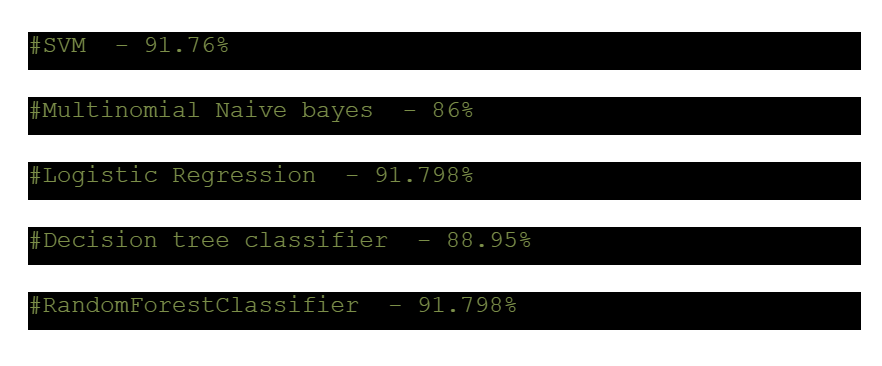 #SVM  - 91.76%
#Multinomial Naive bayes  - 86%
#Logistic Regression  - 91.798%
#Decision tree classifier  - 88.95%
#RandomForestClassifier  - 91.798%